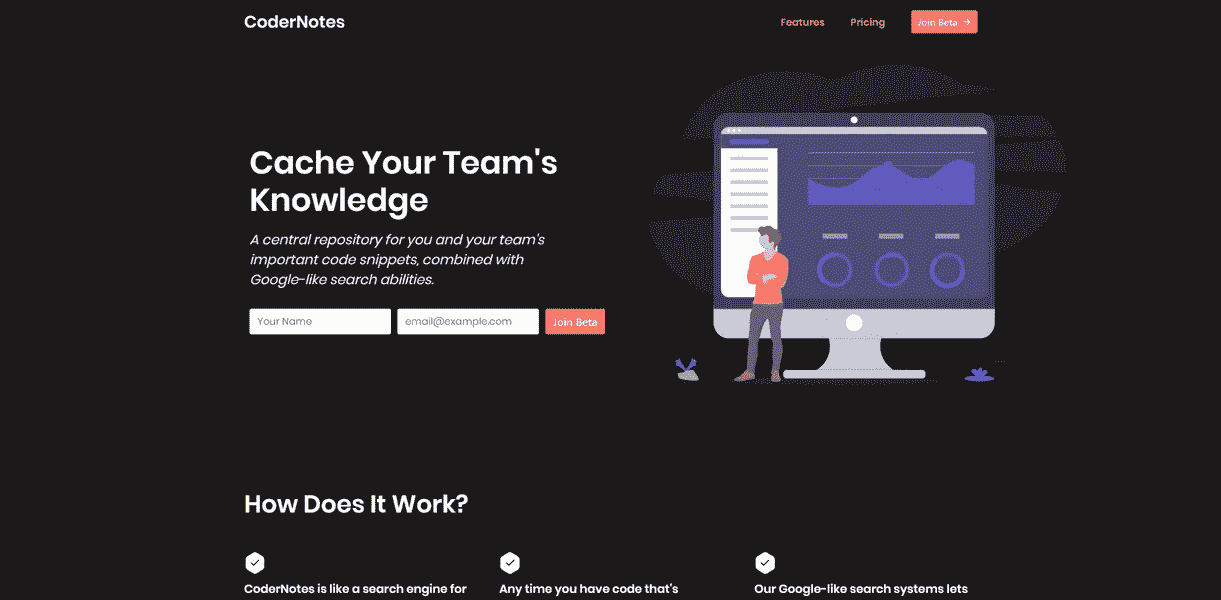 CoderNotes
Features
Pricing
Join Beta →
Cache Your Team's
Knowledge
A central repository for you and your team's
important code snippets, combined with
Google-like search abilities.
Your Name
email@example.com
Join Beta
How Does It Work?
CoderNotes is like a search engine for
Any time you have code that's
Our Google-like search systems lets